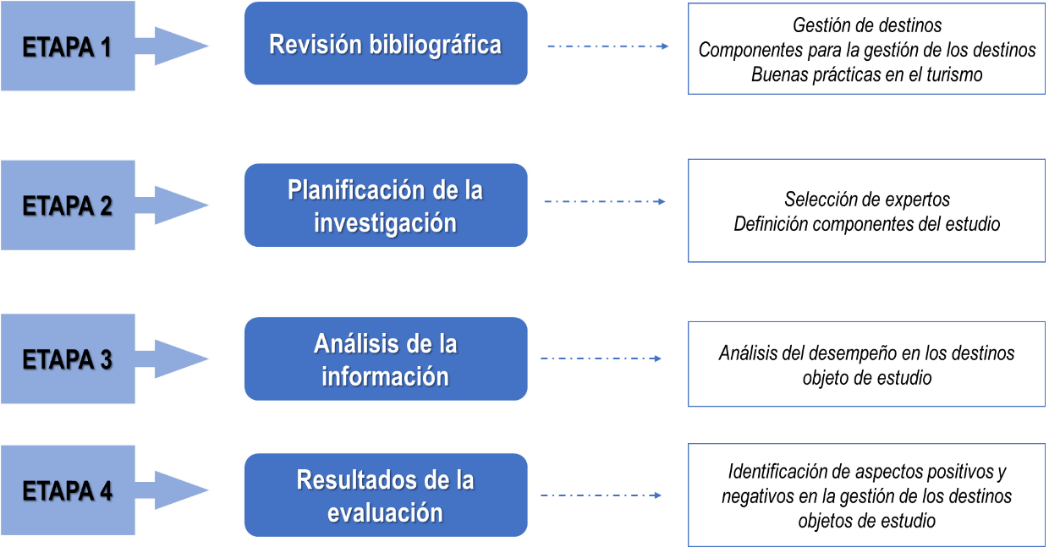 ETAPA 1
Revisión bibliográfica
Gestión de destinos
Componentes para la gestión de los destinos
Buenas prácticas en el turismo
ETAPA 2
Planificación de la
investigación
Selección de expertos
Definición componentes del estudio
ETAPA 3
Análisis de la
información
Análisis del desempeño en los destinos
objeto de estudio
ETAPA 4
Resultados de la
evaluación
Identificación de aspectos positivos y
negativos en la gestión de los destinos
objetos de estudio